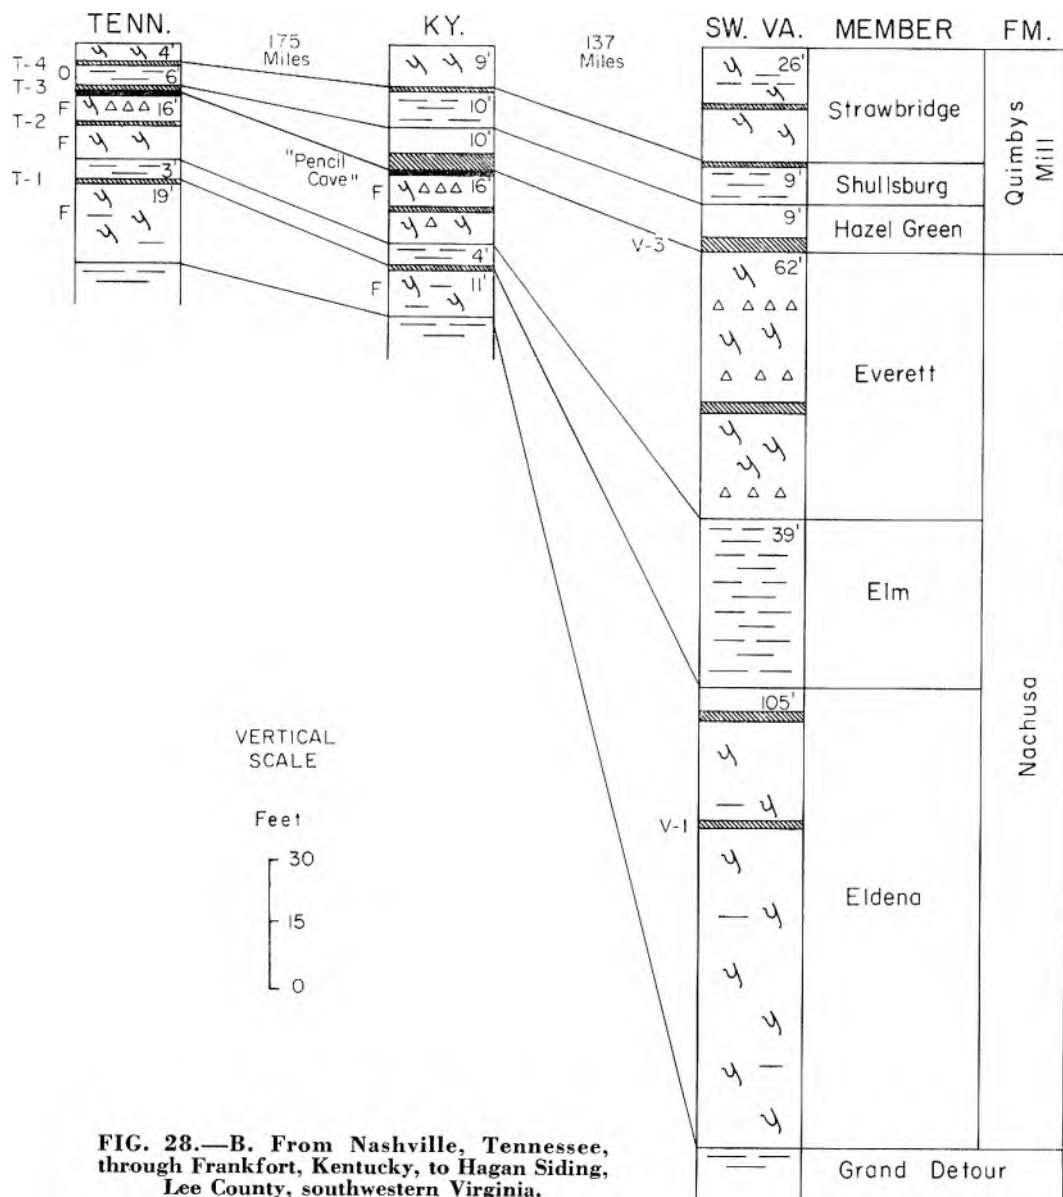 TENN.
175
Miles
KY.
137
Miles
SW. VA.
MEMBER
FM.
T-4
O
T-3
F
T-2
F
T-1
F
4'
6'
16'
3'
19'
"Pencil
Cave"
F
F
9'
10'
10'
16'
4'
11'
V-3
V-1
26'
9'
9'
62'
39'
105'
Strawbridge
Shullsburg
Hazel Green
Everett
Elm
Eldena
Grand Detour
Quimbys
Mill
Nachusa
VERTICAL
SCALE
Feet
30
15
0
FIG. 28.—B. From Nashville, Tennessee,
through Frankfort, Kentucky, to Hagan Siding,
Lee County, southwestern Virginia.